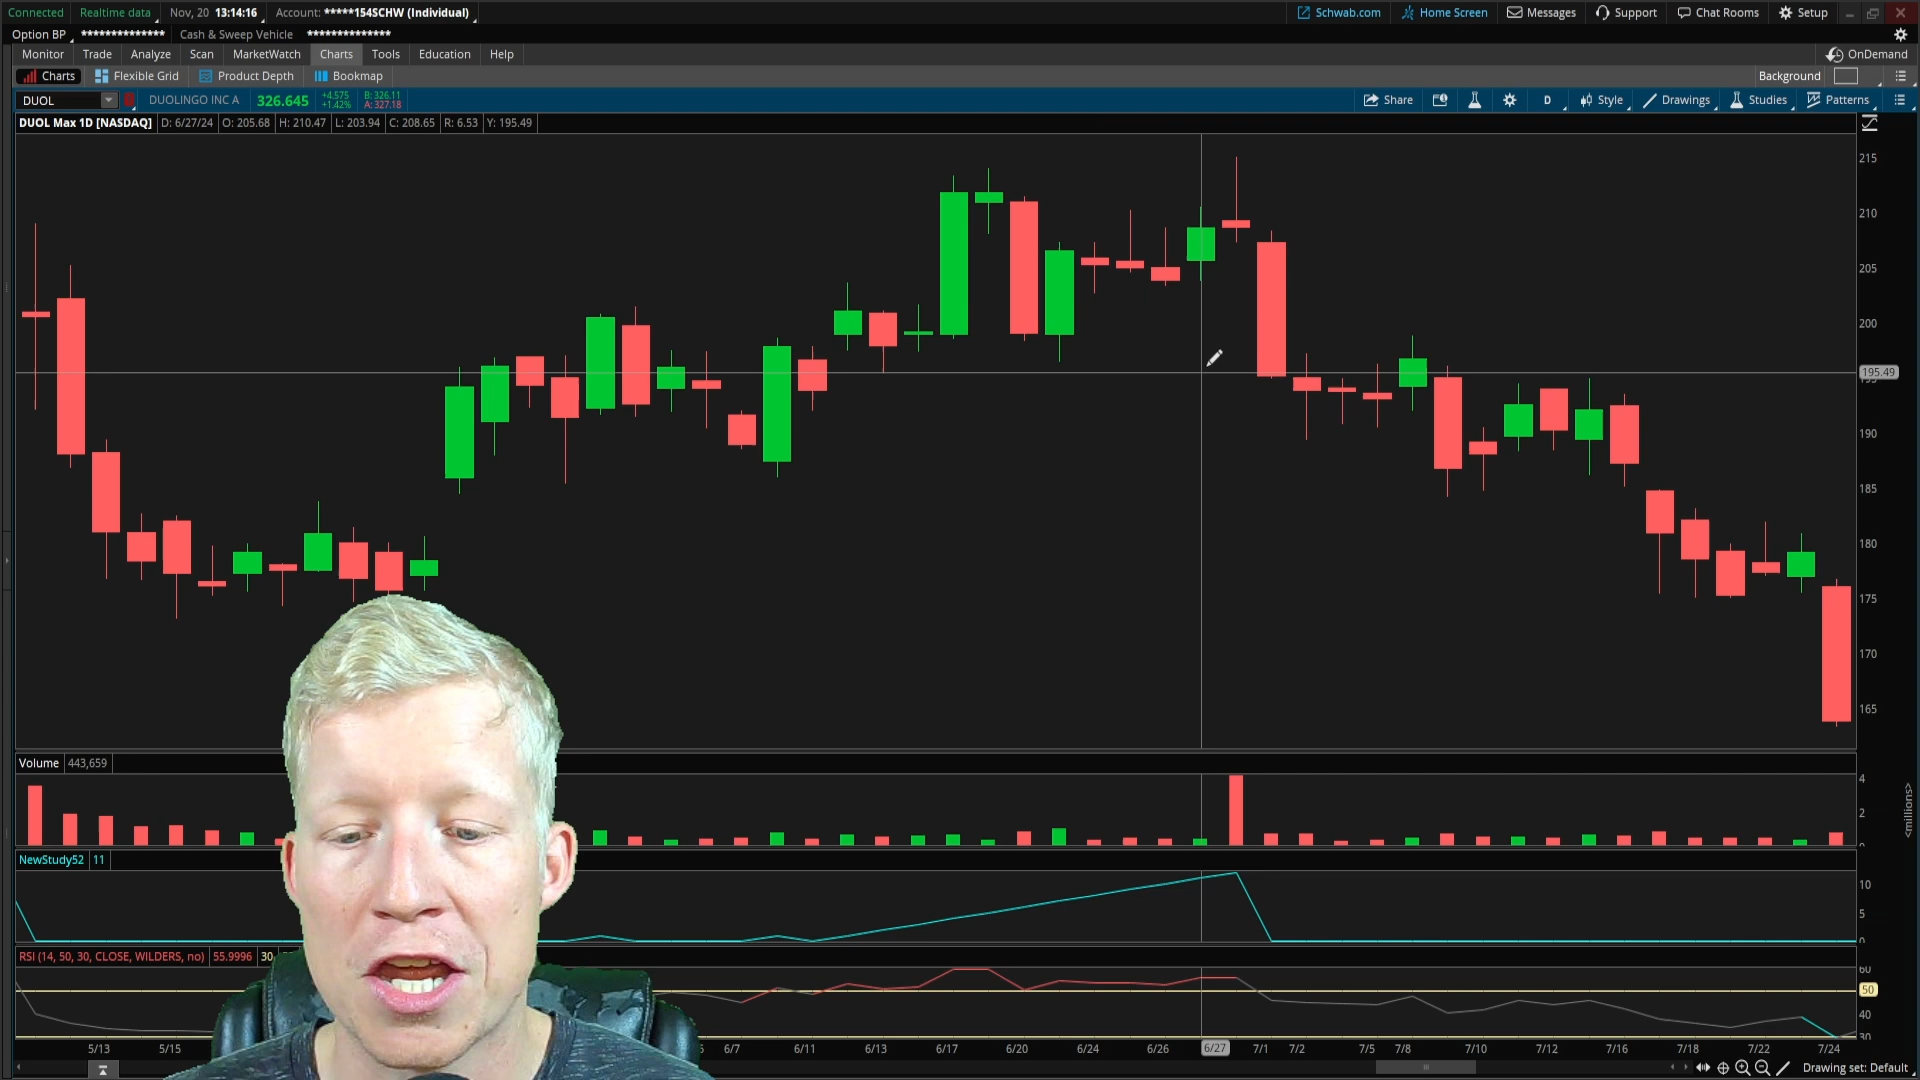 Connected Realtime data Nov, 20 13:14:16 Account: *****154SCHW (Individual) Schwab.com Home Screen Messages Support Chat Rooms Setup
Option BP ************** Cash & Sweep Vehicle **************
Monitor Trade Analyze Scan MarketWatch Charts Tools Education Help OnDemand
Charts Flexible Grid Product Depth Bookmap Background
DUOL DUOLINGO INC A 326.645 +4.575 +1.42% B: 326.11 A: 327.18 Share D Style Drawings Studies Patterns
DUOL Max 1D [NASDAQ] D: 6/27/24 O: 205.68 H: 210.47 L: 203.94 C: 208.65 R: 6.53 Y: 195.49
215
210
205
200
195.49
190
185
180
175
170
165
Volume 443,659
4
2
<millions>
NewStudy52 11
10
5
0
RSI (14, 50, 30, CLOSE, WILDERS, no) 55.9996 30
60
50
40
30
5/13 5/15 6/7 6/11 6/13 6/17 6/20 6/24 6/26 6/27 7/1 7/2 7/5 7/8 7/10 7/12 7/16 7/18 7/22 7/24
Drawing set: Default